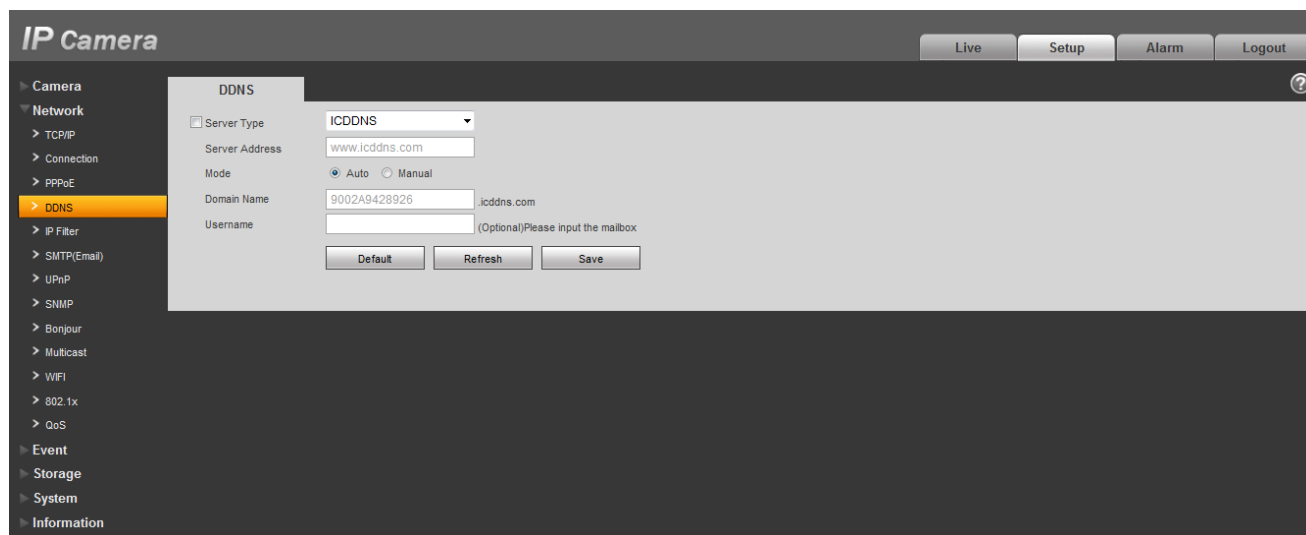 IP Camera
Live Setup Alarm Logout
Camera
Network
TCP/IP
Connection
PPPoE
DDNS
IP Filter
SMTP(Email)
UPnP
SNMP
Bonjour
Multicast
WIFI
802.1x
QoS
Event
Storage
System
Information
DDNS
?
Server Type ICDDNS
Server Address www.icddns.com
Mode Auto Manual
Domain Name 9002A9428926 .icddns.com
Username (Optional)Please input the mailbox
Default Refresh Save